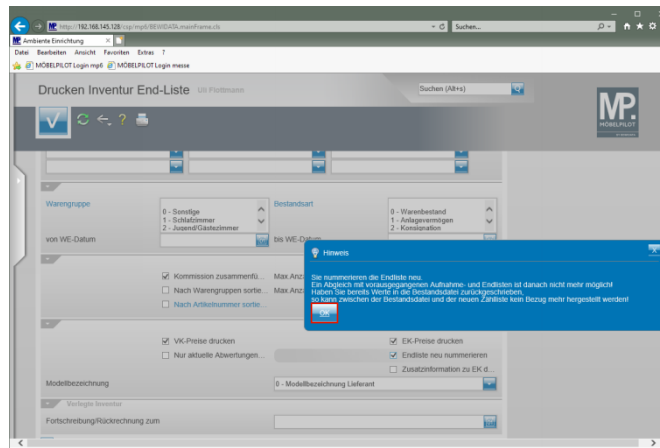 http://192.168.145.128/csp/mp6/BEWIDATA.mainFrame.cls
Suchen...
Ambiente Einrichtung
Datei Bearbeiten Ansicht Favoriten Extras ?
MÖBELPILOT Login mp6 MÖBELPILOT Login messe
Drucken Inventur End-Liste Uli Flottmann
Suchen (Alt+s)
MP.
MÖBELPILOT
Warengruppe
0 - Sonstige
1 - Schlafzimmer
2 - Jugend/Gästezimmer
Bestandsart
0 - Warenbestand
1 - Anlagevermögen
2 - Konsignation
von WE-Datum
bis WE-Datum
Hinweis
Sie nummerieren die Endliste neu.
Ein Abgleich mit vorausgegangenen Aufnahme- und Endlisten ist danach nicht mehr möglich!
Haben Sie bereits Werte in die Bestandsdatei zurückgeschrieben,
so kann zwischen der Bestandsdatei und der neuen Zählliste kein Bezug mehr hergestellt werden!
OK
Kommission zusammenfü... Max.Anza
Nach Warengruppen sortie... Max.Anza
Nach Artikelnummer sortie...
VK-Preise drucken
EK-Preise drucken
Nur aktuelle Abwertungen...
Endliste neu nummerieren
Zusatzinformation zu EK d...
Modellbezeichnung
0 - Modellbezeichnung Lieferant
Verlegte Inventur
Fortschreibung/Rückrechnung zum